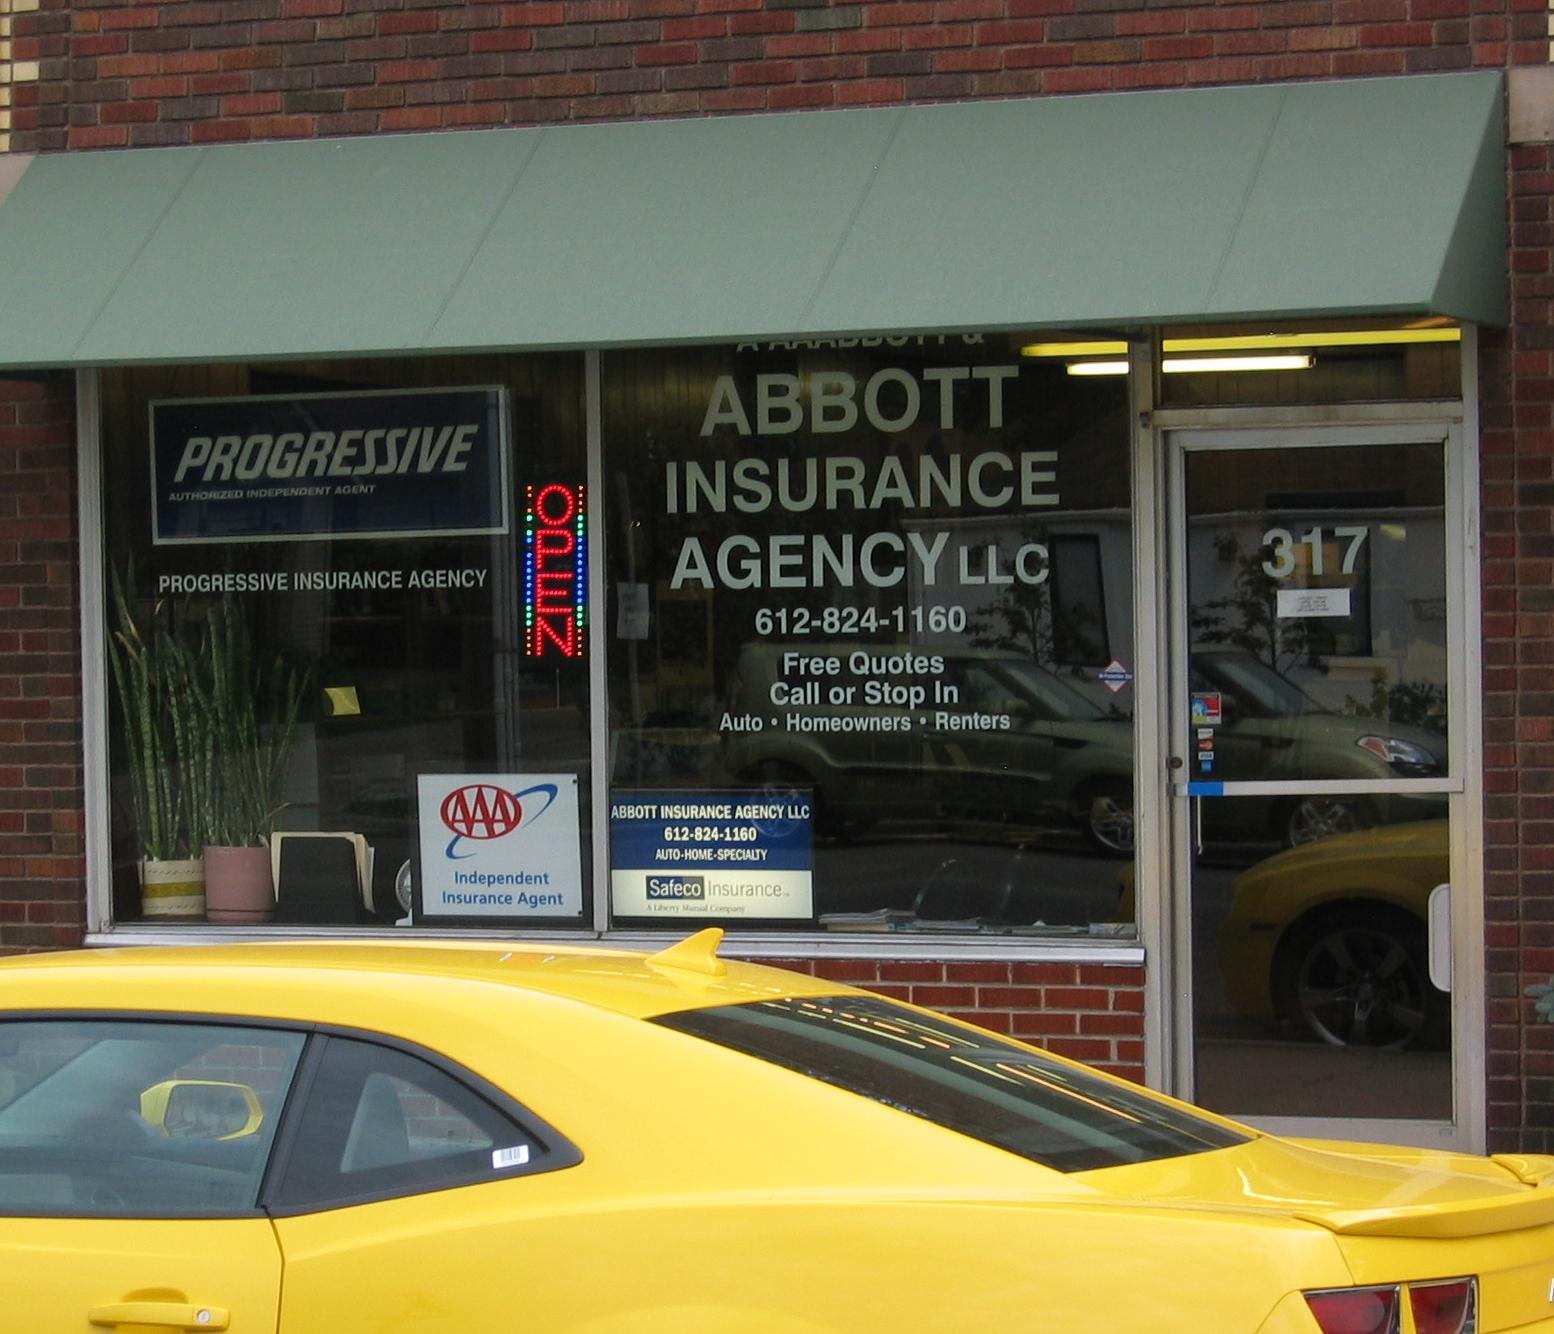 PROGRESSIVE
AUTHORIZED INDEPENDENT AGENT
PROGRESSIVE INSURANCE AGENCY
OPEN
AAA
Independent
Insurance Agent
ABBOTT
INSURANCE
AGENCY LLC
612-824-1160
Free Quotes
Call or Stop In
Auto • Homeowners • Renters
ABBOTT INSURANCE AGENCY LLC
612-824-1160
AUTO-HOME-SPECIALTY
Safeco Insurance™
A Liberty Mutual Company
317